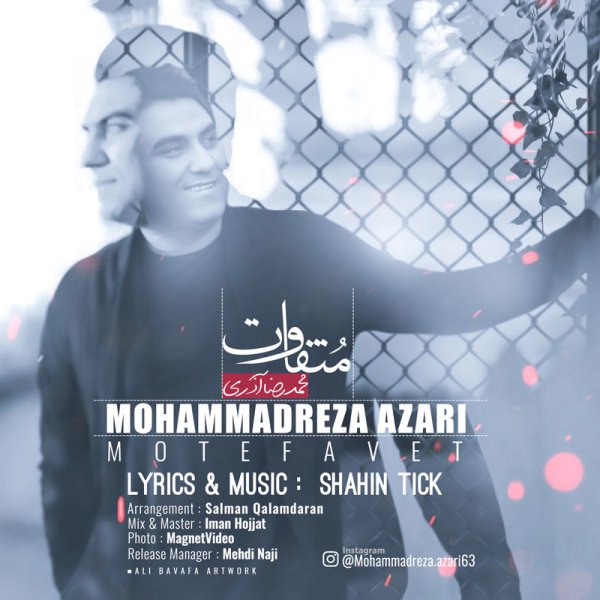 مُتفاوت
محمدرضا آذری
MOHAMMADREZA AZARI
MOTEFAVET
LYRICS & MUSIC : SHAHIN TICK
Arrangement : Salman Qalamdaran
Mix & Master : Iman Hojjat
Photo : MagnetVideo
Release Manager : Mehdi Naji
Instagram
@Mohammadreza.azari63
ALI BAVAFA ARTWORK